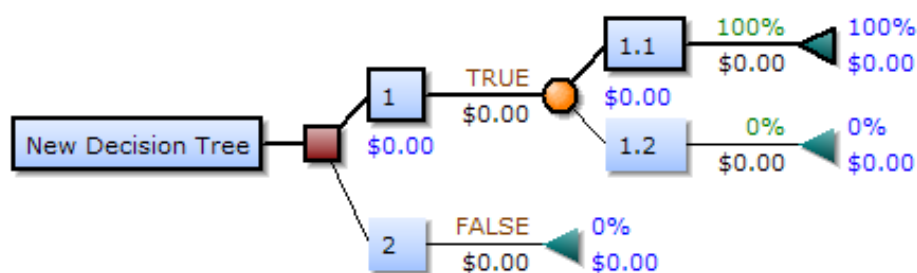 100% 100%
1.1
TRUE $0.00 $0.00
1
$0.00 $0.00
$0.00 0% 0%
New Decision Tree
1.2
$0.00 $0.00
FALSE 0%
2
$0.00 $0.00